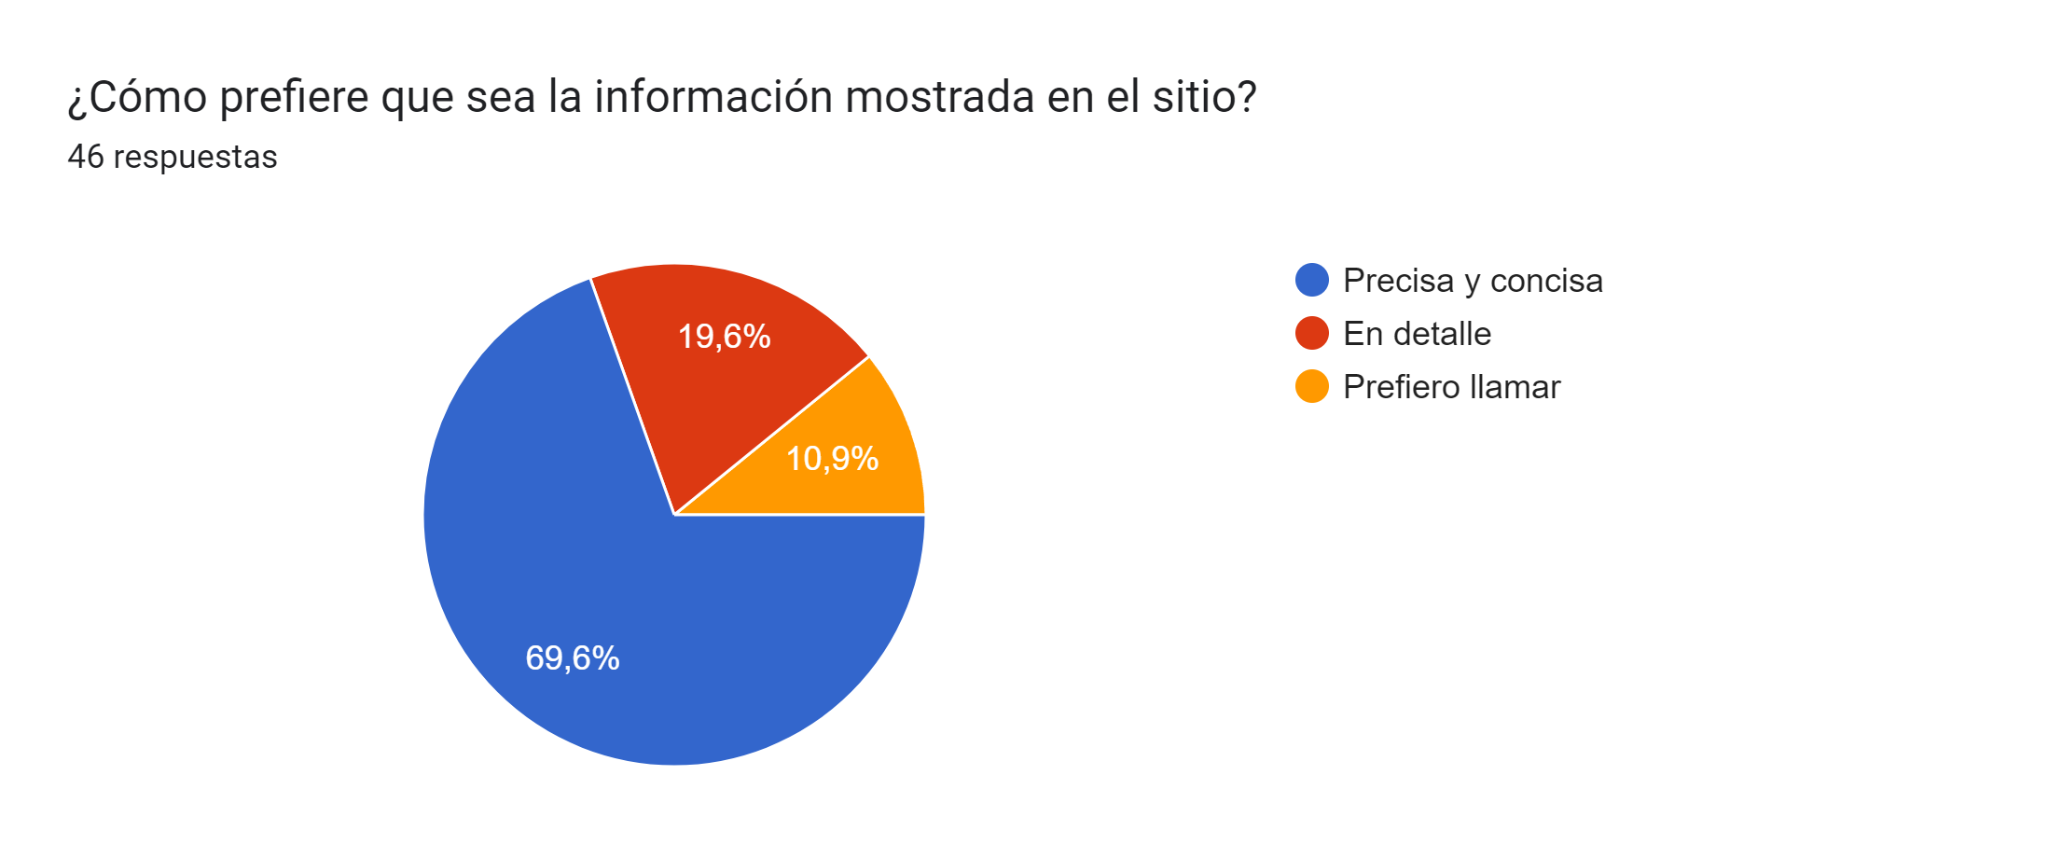 ¿Cómo prefiere que sea la información mostrada en el sitio?
46 respuestas
19,6%
10,9%
69,6%
Precisa y concisa
En detalle
Prefiero llamar